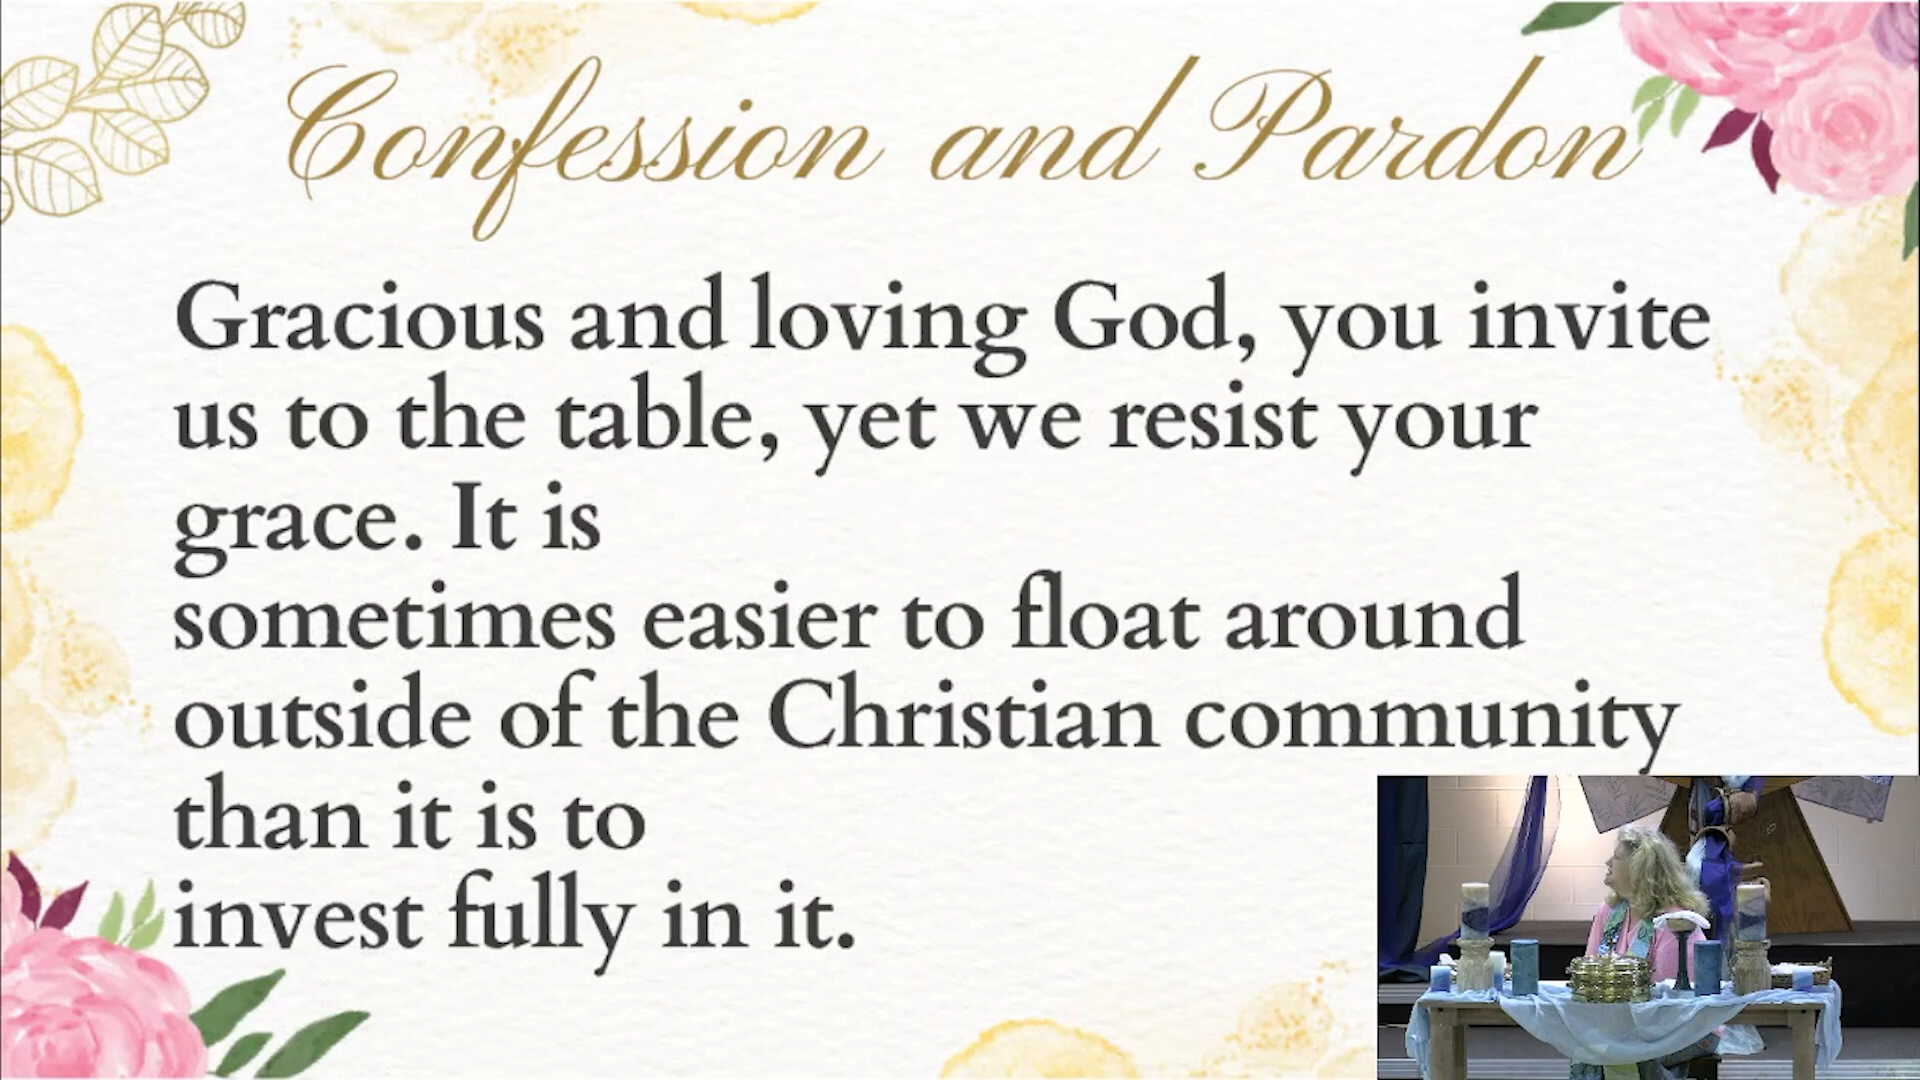 Confession and Pardon
Gracious and loving God, you invite
us to the table, yet we resist your
grace. It is
sometimes easier to float around
outside of the Christian community
than it is to
invest fully in it.